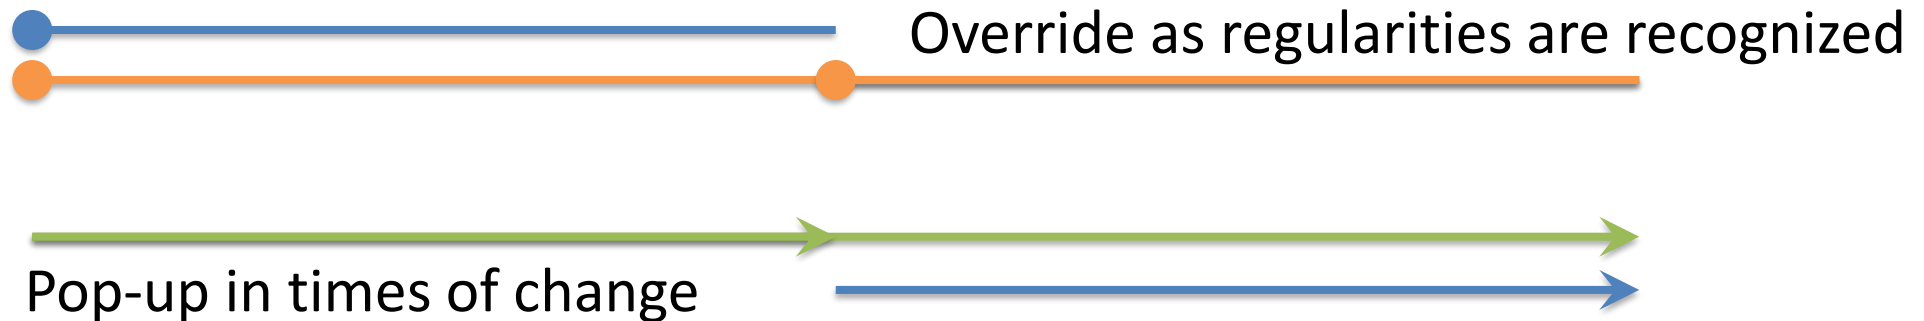 Override as regularities are recognized
Pop-up in times of change